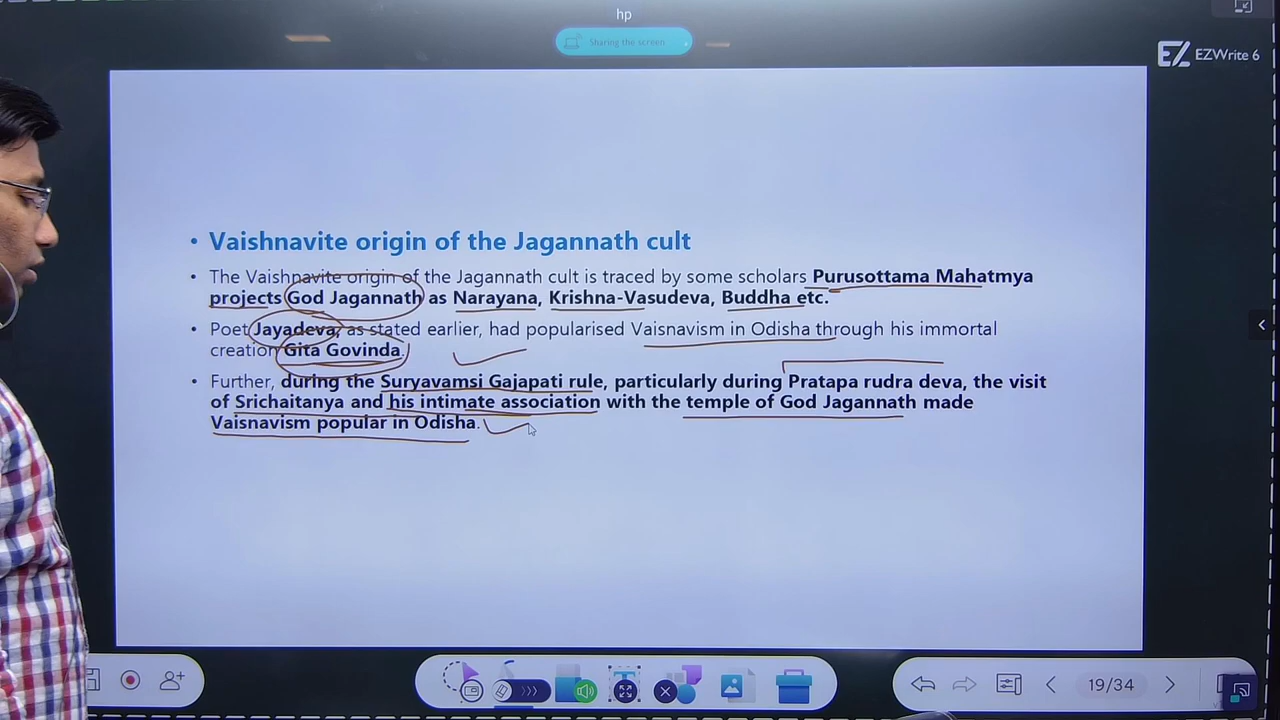 hp
Sharing the screen
EZWrite 6
• Vaishnavite origin of the Jagannath cult
• The Vaishnavite origin of the Jagannath cult is traced by some scholars Purusottama Mahatmya
projects God Jagannath as Narayana, Krishna-Vasudeva, Buddha etc.
• Poet Jayadeva, as stated earlier, had popularised Vaisnavism in Odisha through his immortal
creation Gita Govinda.
• Further, during the Suryavamsi Gajapati rule, particularly during Pratapa rudra deva, the visit
of Srichaitanya and his intimate association with the temple of God Jagannath made
Vaisnavism popular in Odisha.
19/34